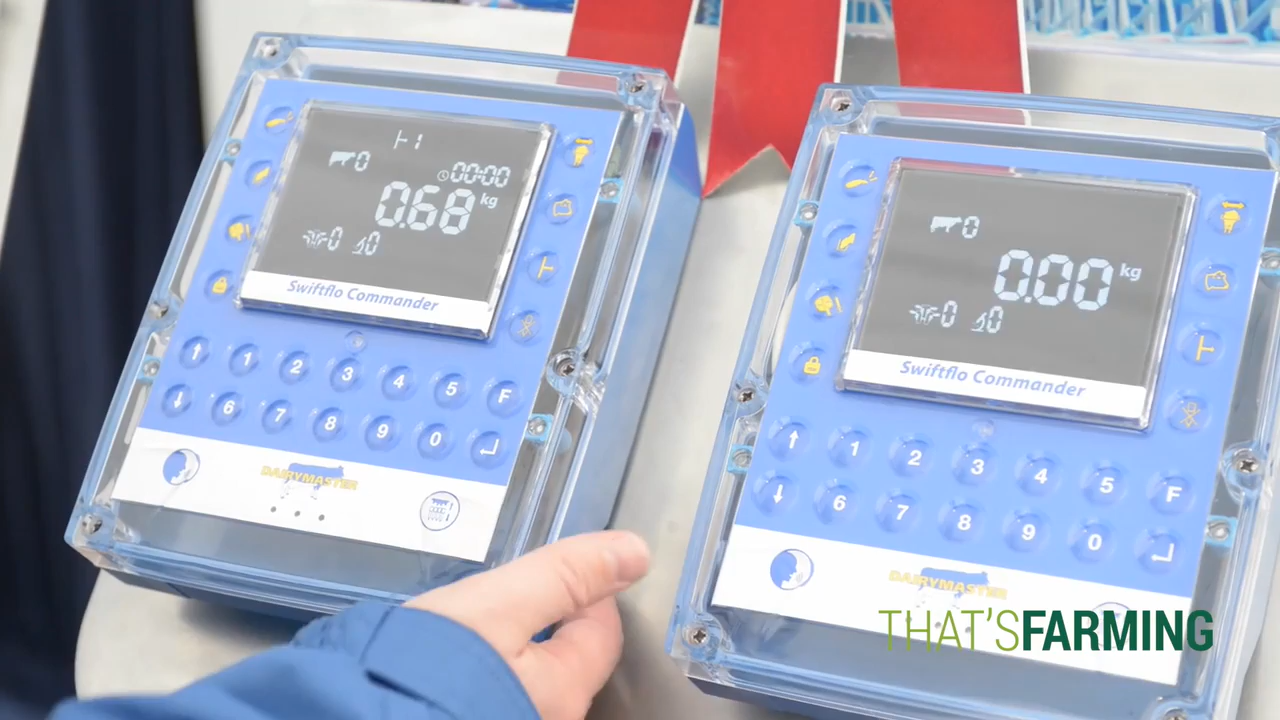 ⊢1
0
00:00
0.68 kg
0 0
Swiftflo Commander
↑ 1 2 3 4 5 F
↓ 6 7 8 9 0 ↵
DAIRYMASTER
0
0.00 kg
0 0
Swiftflo Commander
↑ 1 2 3 4 5 F
↓ 6 7 8 9 0 ↵
DAIRYMASTER
THAT'SFARMING